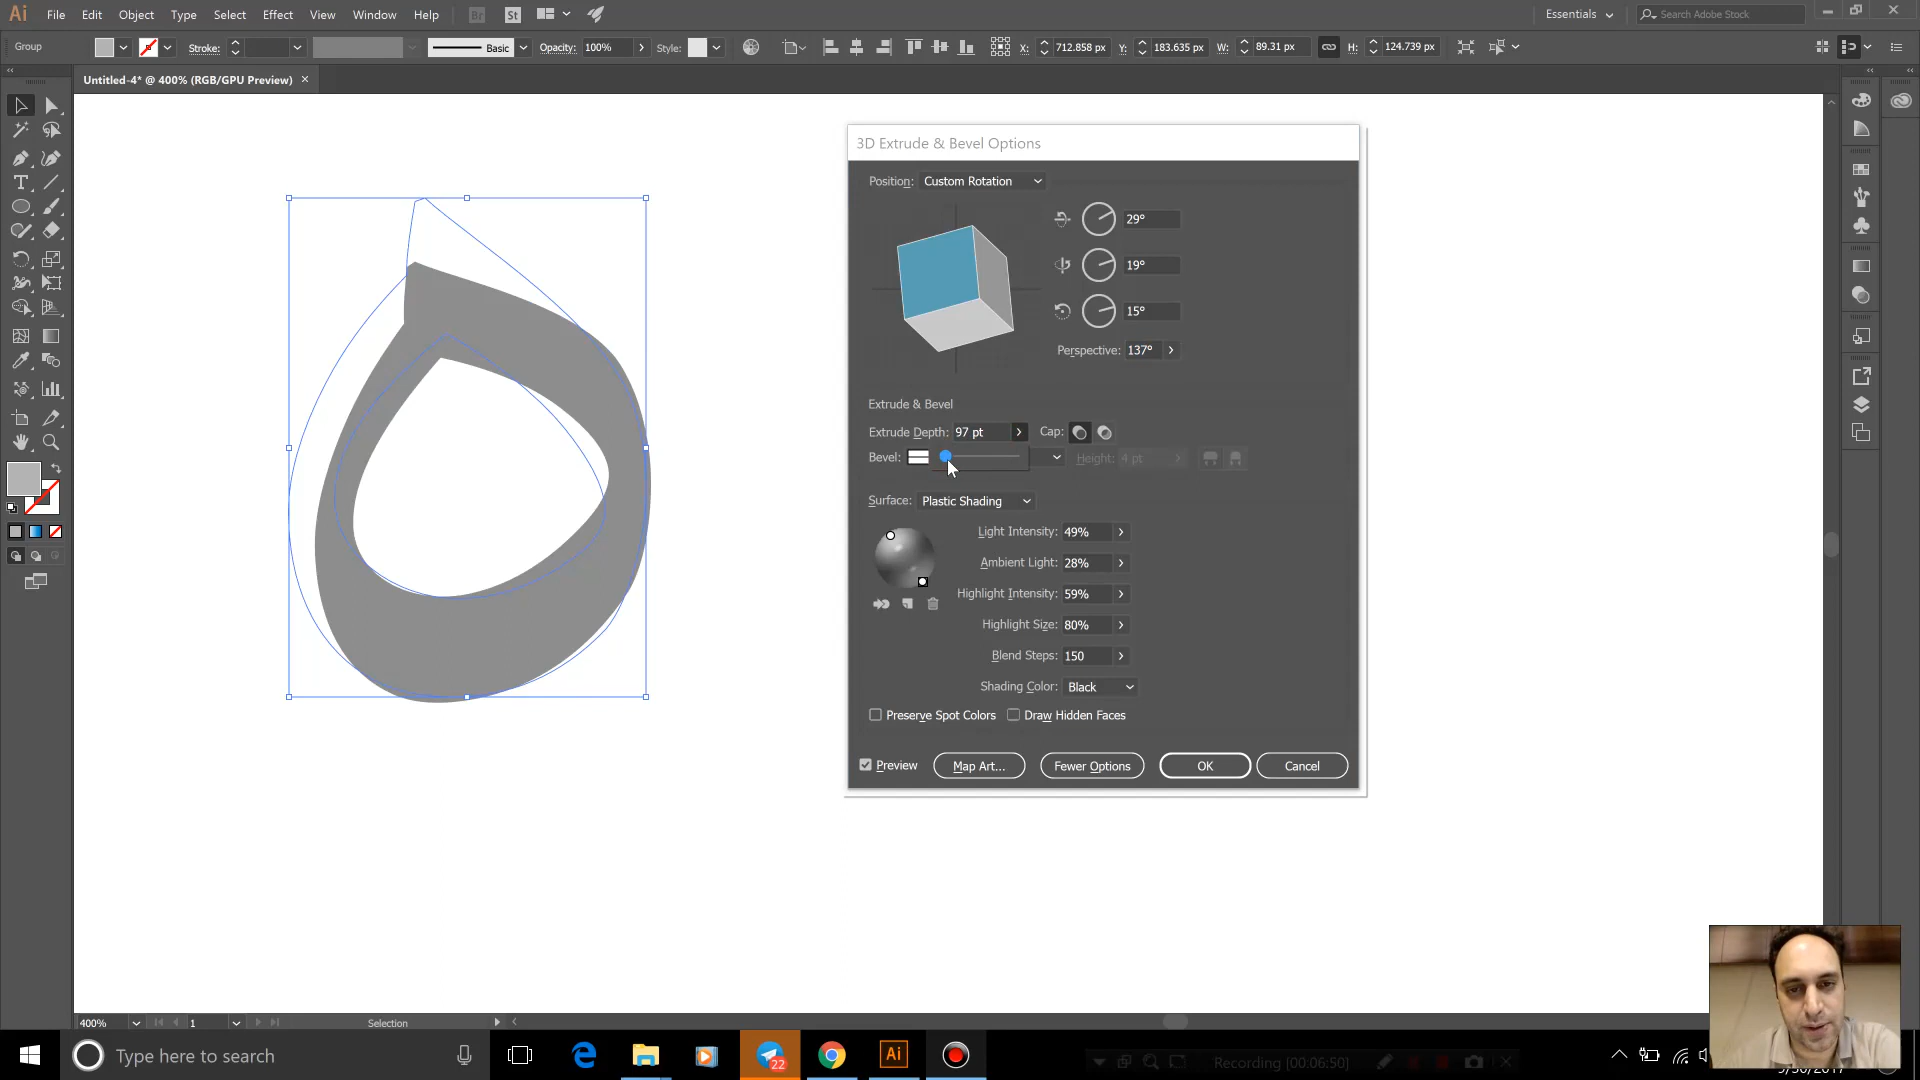 Ai File Edit Object Type Select Effect View Window Help Br St Essentials Search Adobe Stock
Group Stroke: Basic Opacity: 100% Style: X: 712.858 px Y: 183.635 px W: 89.31 px H: 124.739 px
Untitled-4* @ 400% (RGB/GPU Preview) ×
3D Extrude & Bevel Options
Position: Custom Rotation
29°
19°
15°
Perspective: 137°
Extrude & Bevel
Extrude Depth: 97 pt Cap:
Bevel: Height: 4 pt
Surface: Plastic Shading
Light Intensity: 49%
Ambient Light: 28%
Highlight Intensity: 59%
Highlight Size: 80%
Blend Steps: 150
Shading Color: Black
Preserve Spot Colors Draw Hidden Faces
Preview Map Art... Fewer Options OK Cancel
400% 1 Selection
Type here to search 22 Ai Recording [00:06:50]